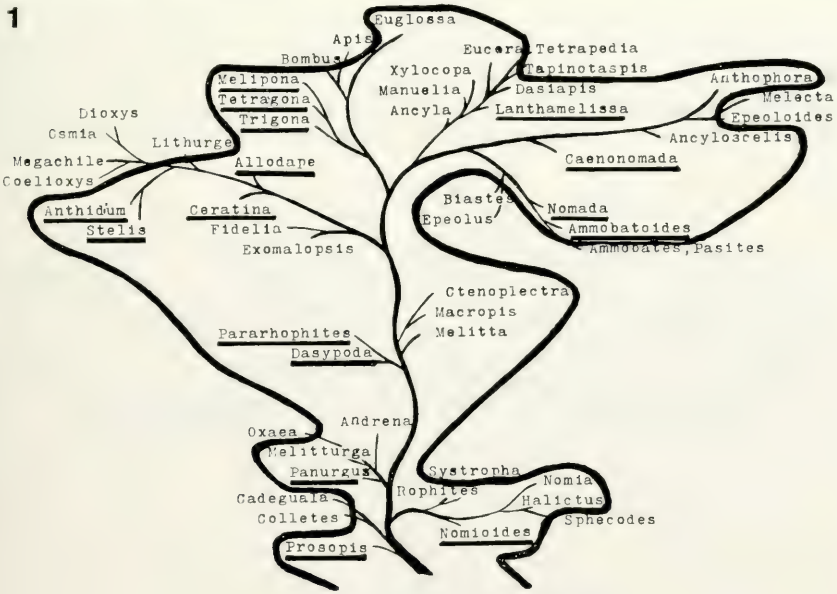 1
Euglossa
Apis
Bombus
Eucera Tetrapedia
Xylocopa Tapinotaspis
Melipona Manuelia Dasiapis Anthophora
Tetragona Ancyla Lanthamelissa Melecta
Dioxys Trigona Epeoloides
Osmia Lithurge Ancyloscelis
Megachile Allodape Caenonomada
Coelioxys
Anthidum Ceratina Biastes Nomada
Stelis Fidelia Epeolus Ammobatoides
Exomalopsis Ammobates, Pasites
Ctenoplectra
Macropis
Pararhophites Melitta
Dasypoda
Andrena
Oxaea
Melitturga
Panurgus Systropha Nomia
Cadeguala Rophites Halictus
Colletes Sphecodes
Prosopis Nomioides